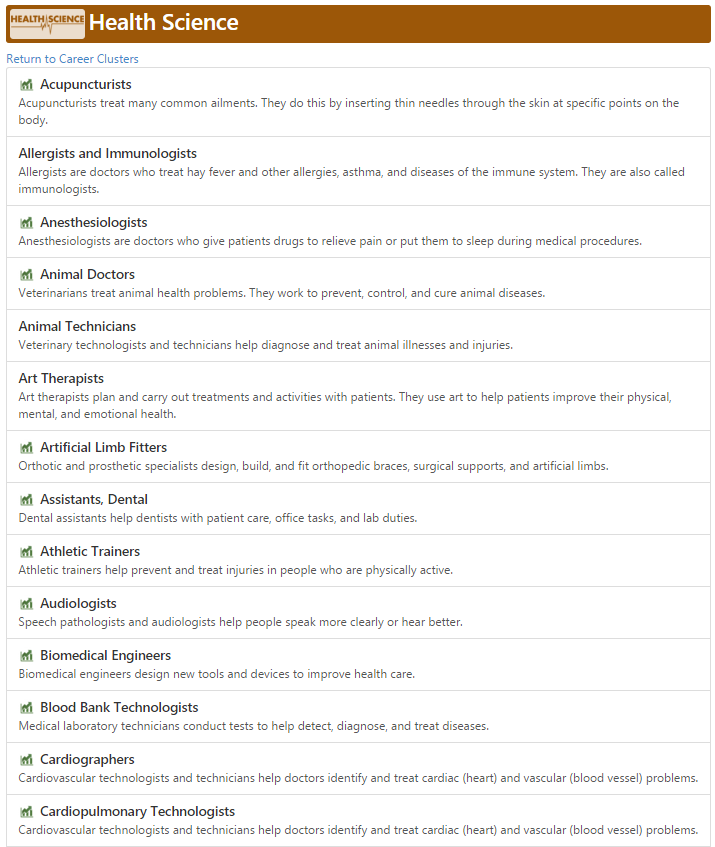 HEALTH SCIENCE Health Science
Return to Career Clusters
Acupuncturists
Acupuncturists treat many common ailments. They do this by inserting thin needles through the skin at specific points on the
body.
Allergists and Immunologists
Allergists are doctors who treat hay fever and other allergies, asthma, and diseases of the immune system. They are also called
immunologists.
Anesthesiologists
Anesthesiologists are doctors who give patients drugs to relieve pain or put them to sleep during medical procedures.
Animal Doctors
Veterinarians treat animal health problems. They work to prevent, control, and cure animal diseases.
Animal Technicians
Veterinary technologists and technicians help diagnose and treat animal illnesses and injuries.
Art Therapists
Art therapists plan and carry out treatments and activities with patients. They use art to help patients improve their physical,
mental, and emotional health.
Artificial Limb Fitters
Orthotic and prosthetic specialists design, build, and fit orthopedic braces, surgical supports, and artificial limbs.
Assistants, Dental
Dental assistants help dentists with patient care, office tasks, and lab duties.
Athletic Trainers
Athletic trainers help prevent and treat injuries in people who are physically active.
Audiologists
Speech pathologists and audiologists help people speak more clearly or hear better.
Biomedical Engineers
Biomedical engineers design new tools and devices to improve health care.
Blood Bank Technologists
Medical laboratory technicians conduct tests to help detect, diagnose, and treat diseases.
Cardiographers
Cardiovascular technologists and technicians help doctors identify and treat cardiac (heart) and vascular (blood vessel) problems.
Cardiopulmonary Technologists
Cardiovascular technologists and technicians help doctors identify and treat cardiac (heart) and vascular (blood vessel) problems.